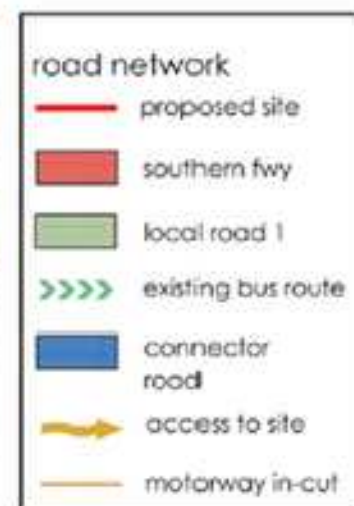 road network
proposed site
southern fwy
local road 1
existing bus route
connector
road
access to site
motorway in-cut